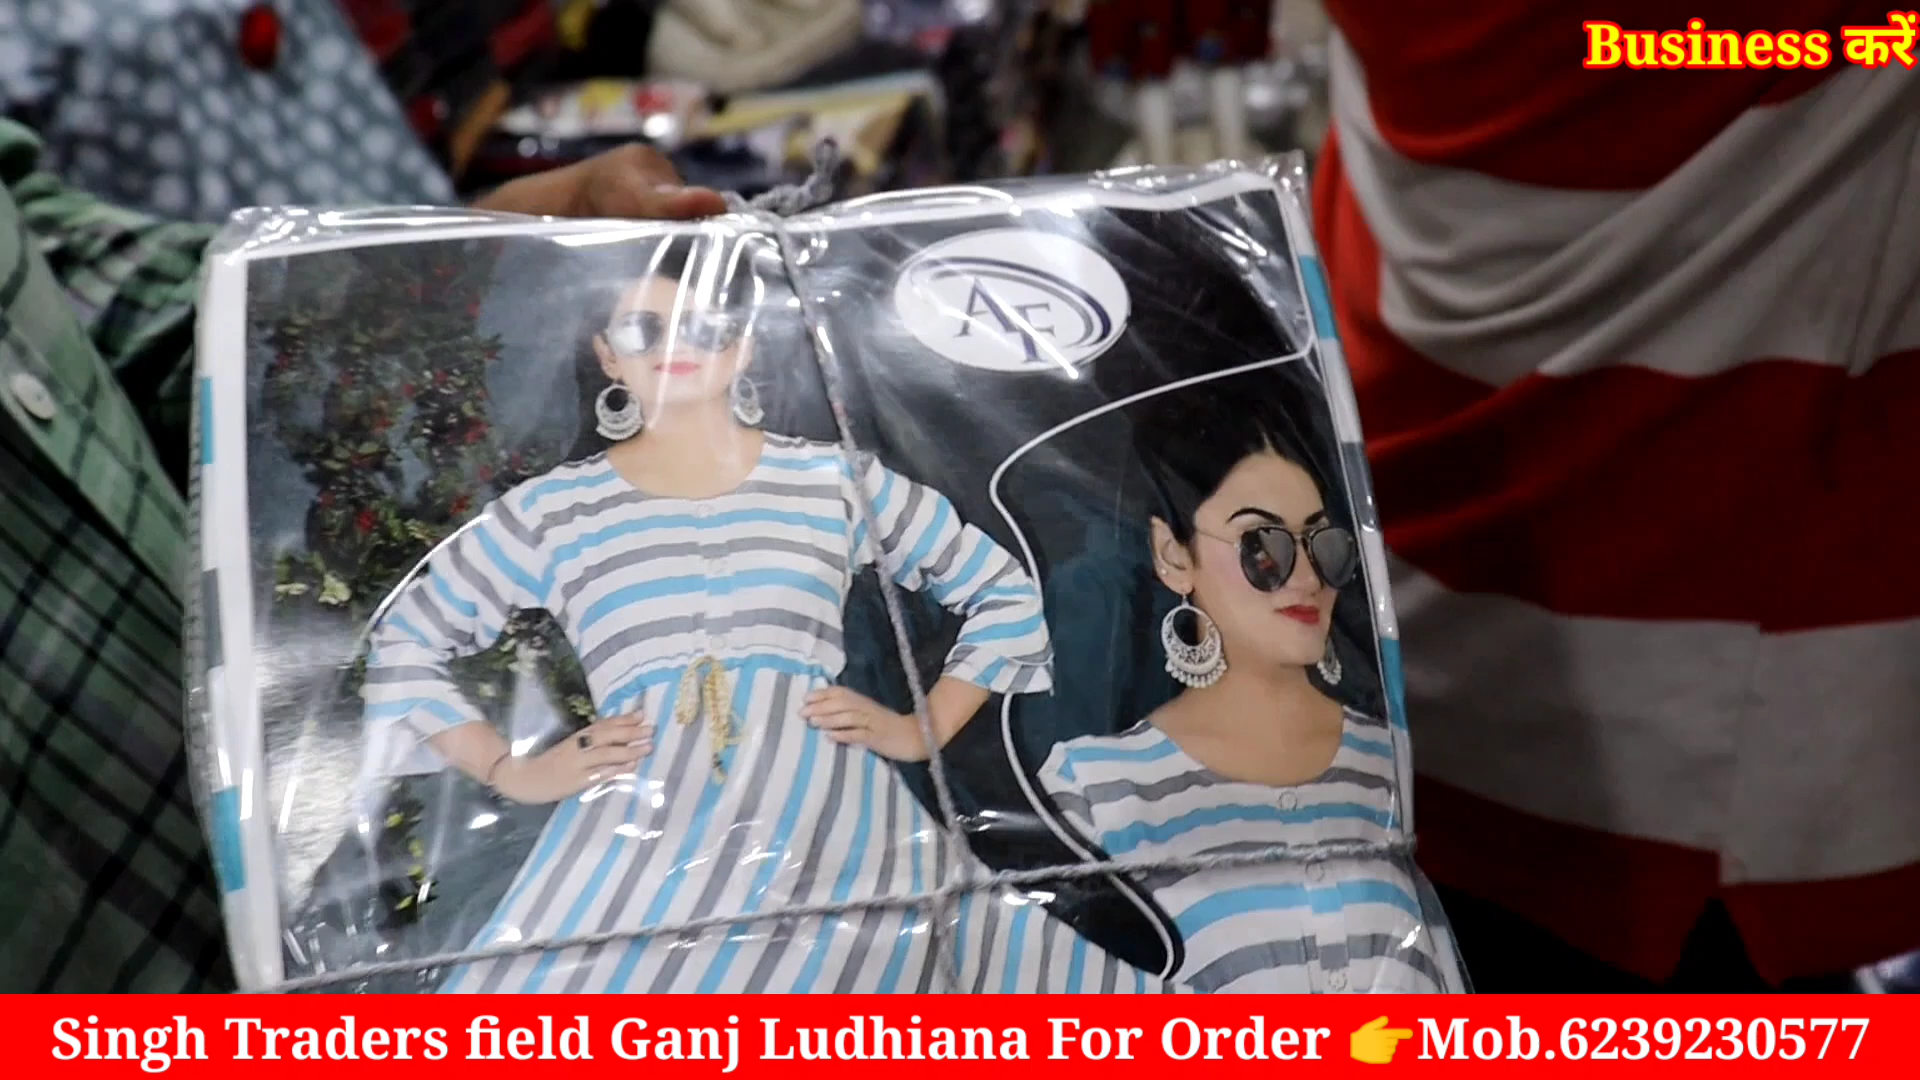 Business करें
AF
Singh Traders field Ganj Ludhiana For Order 👉Mob.6239230577